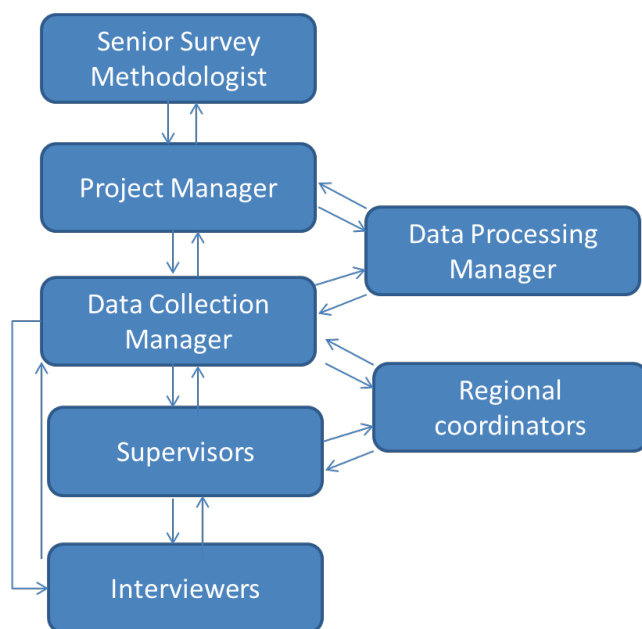 Senior Survey
Methodologist
Project Manager
Data Processing
Manager
Data Collection
Manager
Regional
coordinators
Supervisors
Interviewers